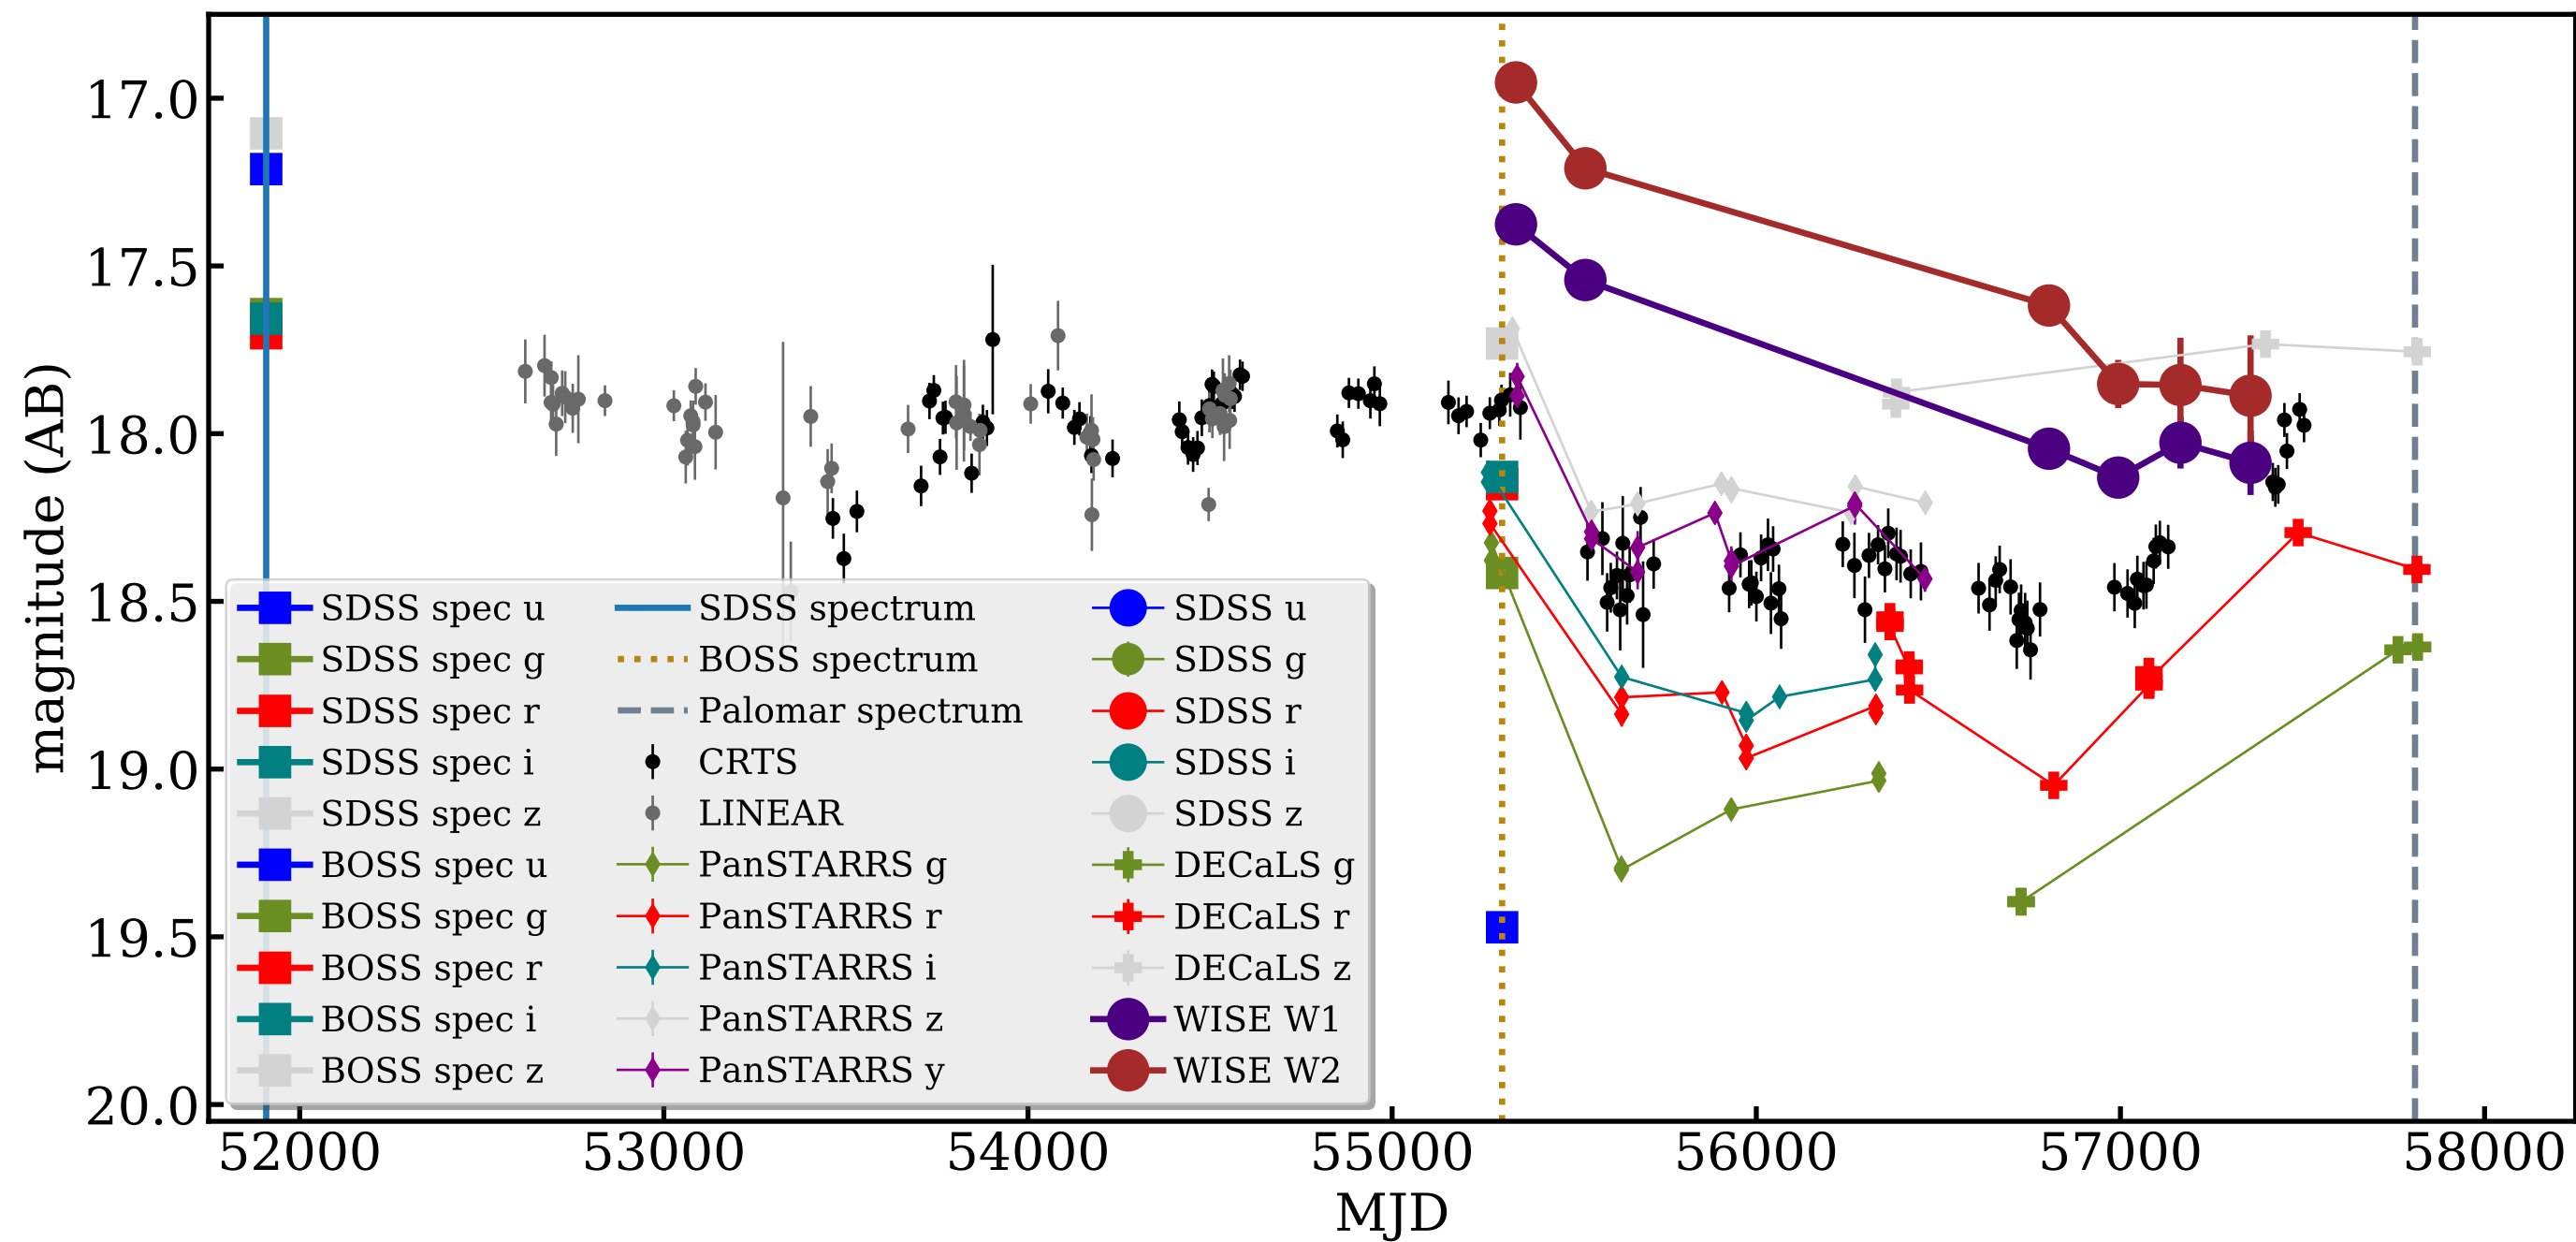 17.0
17.5
18.0
18.5
19.0
19.5
20.0
magnitude (AB)
SDSS spec u
SDSS spec g
SDSS spec r
SDSS spec i
SDSS spec z
BOSS spec u
BOSS spec g
BOSS spec r
BOSS spec i
BOSS spec z
SDSS spectrum
BOSS spectrum
Palomar spectrum
CRTS
LINEAR
PanSTARRS g
PanSTARRS r
PanSTARRS i
PanSTARRS z
PanSTARRS y
SDSS u
SDSS g
SDSS r
SDSS i
SDSS z
DECaLS g
DECaLS r
DECaLS z
WISE W1
WISE W2
52000 53000 54000 55000 56000 57000 58000
MJD